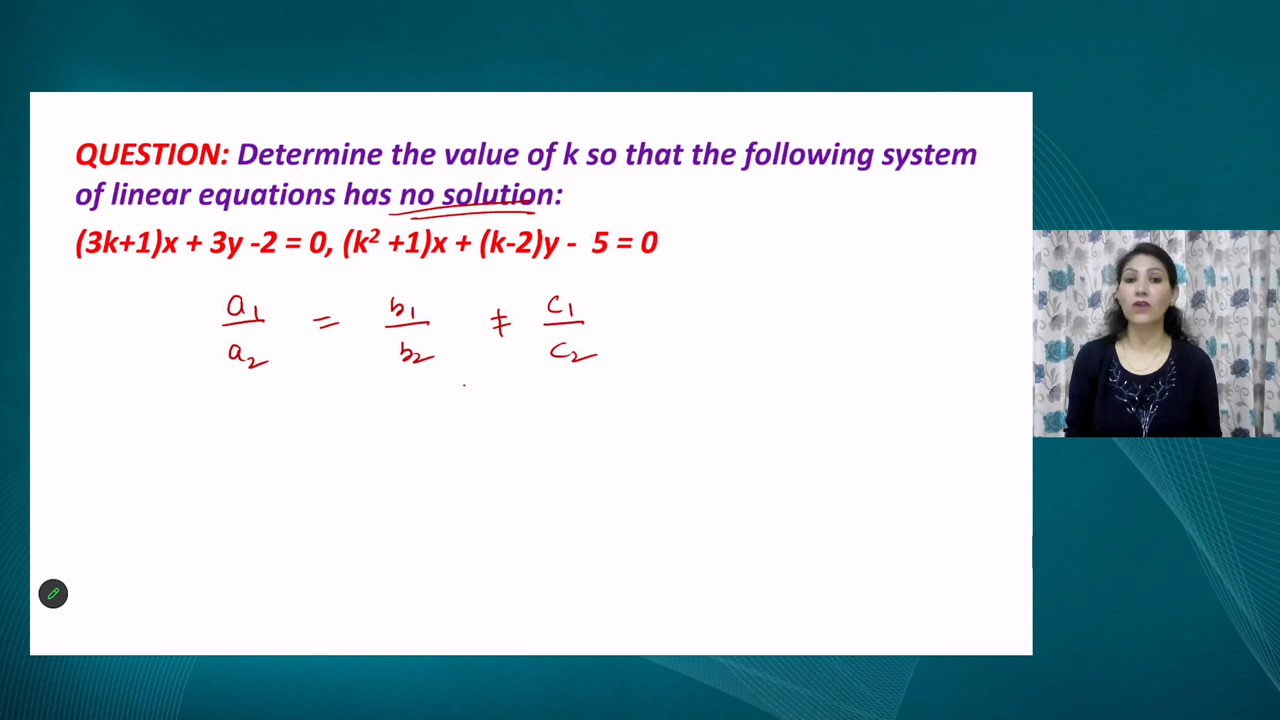 QUESTION: Determine the value of k so that the following system
of linear equations has no solution:
(3k+1)x + 3y -2 = 0, (k² +1)x + (k-2)y - 5 = 0
a₁/a₂ = b₁/b₂ ≠ c₁/c₂